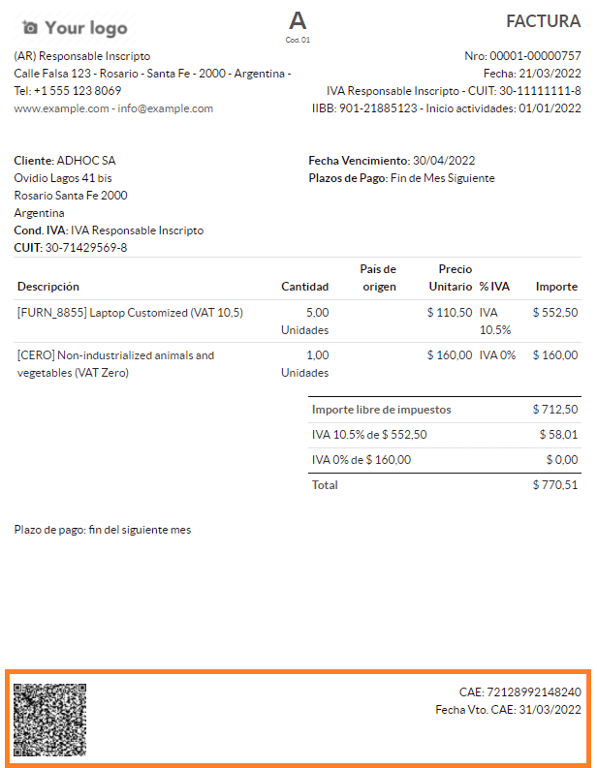 Your logo
A
Cod. 01
FACTURA
(AR) Responsable Inscripto
Calle Falsa 123 - Rosario - Santa Fe - 2000 - Argentina -
Tel: +1 555 123 8069
www.example.com - info@example.com
Nro: 00001-00000757
Fecha: 21/03/2022
IVA Responsable Inscripto - CUIT: 30-11111111-8
IIBB: 901-21885123 - Inicio actividades: 01/01/2022
Cliente: ADHOC SA
Ovidio Lagos 41 bis
Rosario Santa Fe 2000
Argentina
Cond. IVA: IVA Responsable Inscripto
CUIT: 30-71429569-8
Fecha Vencimiento: 30/04/2022
Plazos de Pago: Fin de Mes Siguiente
Descripción Cantidad País de origen Precio Unitario % IVA Importe
[FURN_8855] Laptop Customized (VAT 10,5) 5,00 Unidades $ 110,50 IVA 10.5% $ 552,50
[CERO] Non-industrialized animals and vegetables (VAT Zero) 1,00 Unidades $ 160,00 IVA 0% $ 160,00
Importe libre de impuestos $ 712,50
IVA 10.5% de $ 552,50 $ 58,01
IVA 0% de $ 160,00 $ 0,00
Total $ 770,51
Plazo de pago: fin del siguiente mes
CAE: 72128992148240
Fecha Vto. CAE: 31/03/2022